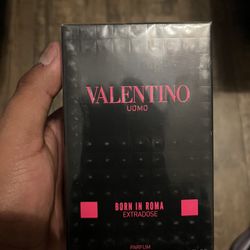 VALENTINO
UOMO
BORN IN ROMA
EXTRADOSE
PARFUM